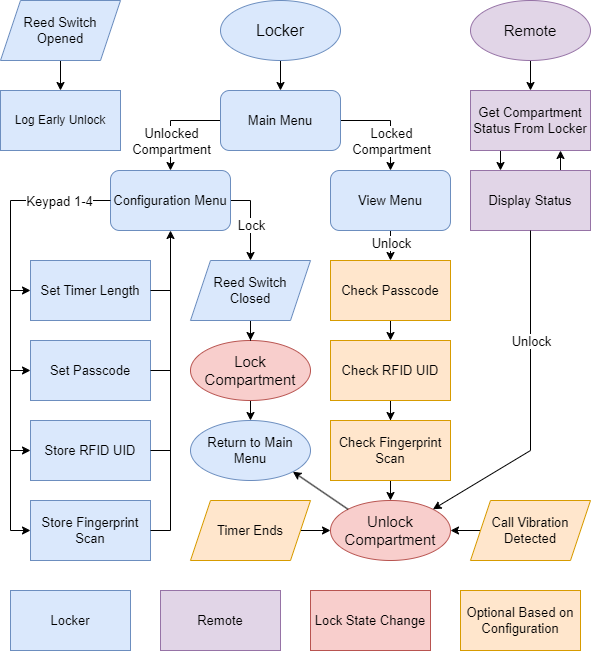 Reed Switch
Opened
Locker
Remote
Log Early Unlock
Main Menu
Get Compartment
Status From Locker
Unlocked
Compartment
Locked
Compartment
Keypad 1-4
Configuration Menu
View Menu
Display Status
Lock
Unlock
Set Timer Length
Reed Switch
Closed
Check Passcode
Unlock
Set Passcode
Lock
Compartment
Check RFID UID
Store RFID UID
Return to Main
Menu
Check Fingerprint
Scan
Store Fingerprint
Scan
Timer Ends
Unlock
Compartment
Call Vibration
Detected
Locker
Remote
Lock State Change
Optional Based on
Configuration